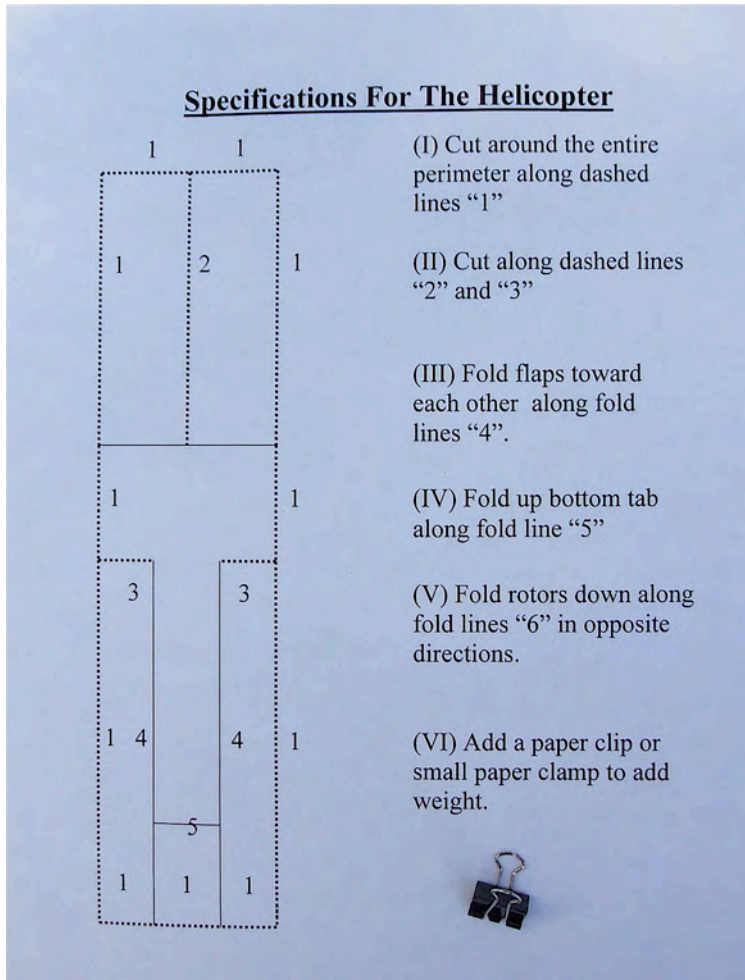 Specifications For The Helicopter
1 1
(I) Cut around the entire
perimeter along dashed
lines “1”
1 2 1
(II) Cut along dashed lines
“2” and “3”
(III) Fold flaps toward
each other along fold
lines “4”.
1 1
(IV) Fold up bottom tab
along fold line “5”
3 3
(V) Fold rotors down along
fold lines “6” in opposite
directions.
1 4 4 1
(VI) Add a paper clip or
small paper clamp to add
weight.
5
1 1 1